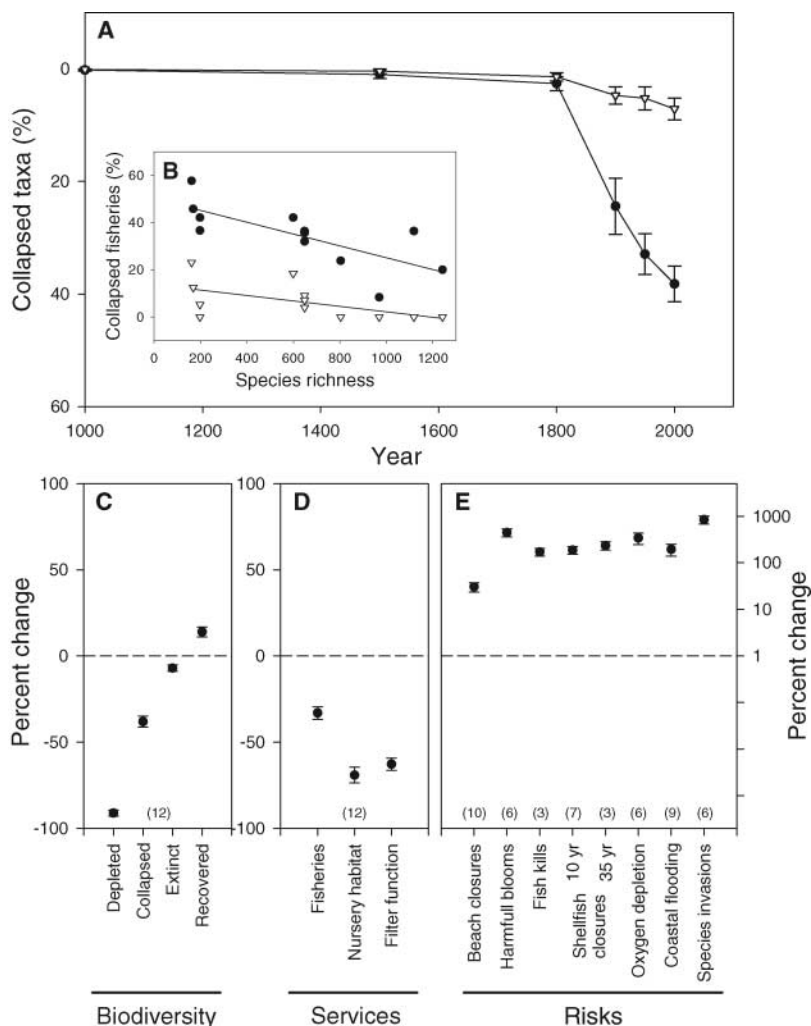 A
0
20
40
60
Collapsed taxa (%)
1000
1200
1400
1600
1800
2000
Year
B
60
40
20
0
Collapsed fisheries (%)
0
200
400
600
800
1000
1200
Species richness
C
100
50
0
-50
-100
Percent change
(12)
Depleted
Collapsed
Extinct
Recovered
Biodiversity
D
100
50
0
-50
-100
(12)
Fisheries
Nursery habitat
Filter function
Services
E
1000
100
10
1
Percent change
(10)
(6)
(3)
(7)
(3)
(6)
(9)
(6)
Beach closures
Harmfull blooms
Fish kills
Shellfish 10 yr
closures 35 yr
Oxygen depletion
Coastal flooding
Species invasions
Risks